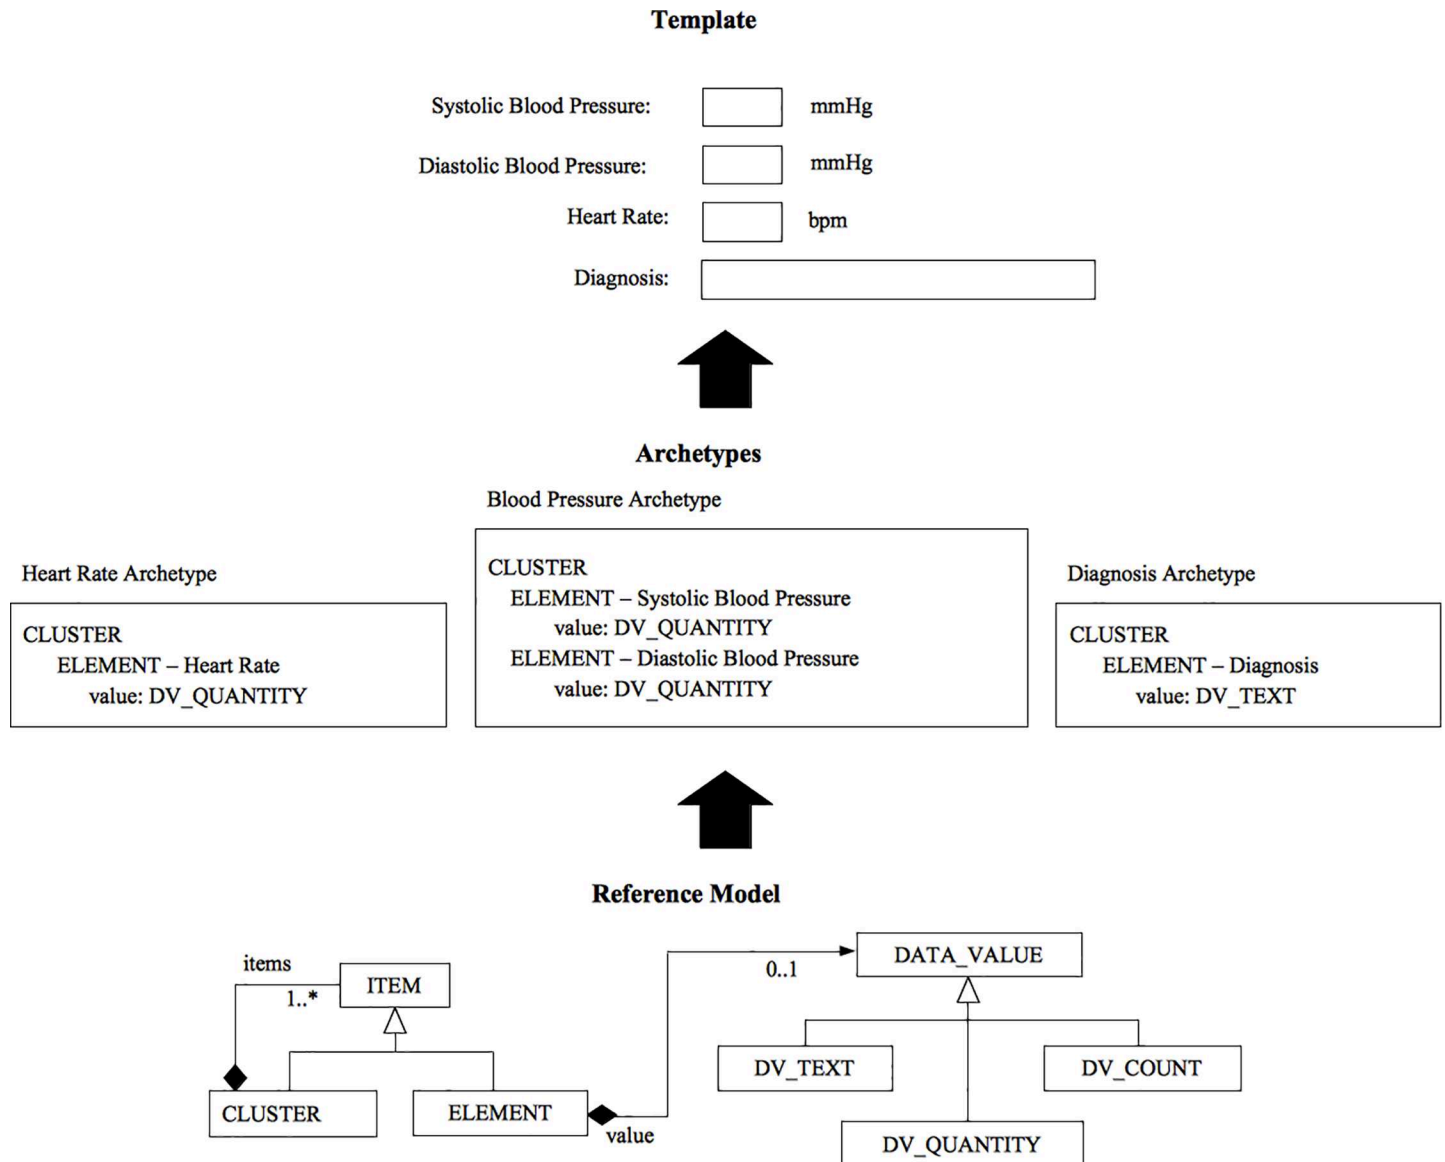 Template
Systolic Blood Pressure: mmHg
Diastolic Blood Pressure: mmHg
Heart Rate: bpm
Diagnosis:
Archetypes
Blood Pressure Archetype
CLUSTER
ELEMENT – Systolic Blood Pressure
value: DV_QUANTITY
ELEMENT – Diastolic Blood Pressure
value: DV_QUANTITY
Heart Rate Archetype
CLUSTER
ELEMENT – Heart Rate
value: DV_QUANTITY
Diagnosis Archetype
CLUSTER
ELEMENT – Diagnosis
value: DV_TEXT
Reference Model
items
1..*
ITEM
CLUSTER
ELEMENT
value
0..1
DATA_VALUE
DV_TEXT
DV_COUNT
DV_QUANTITY